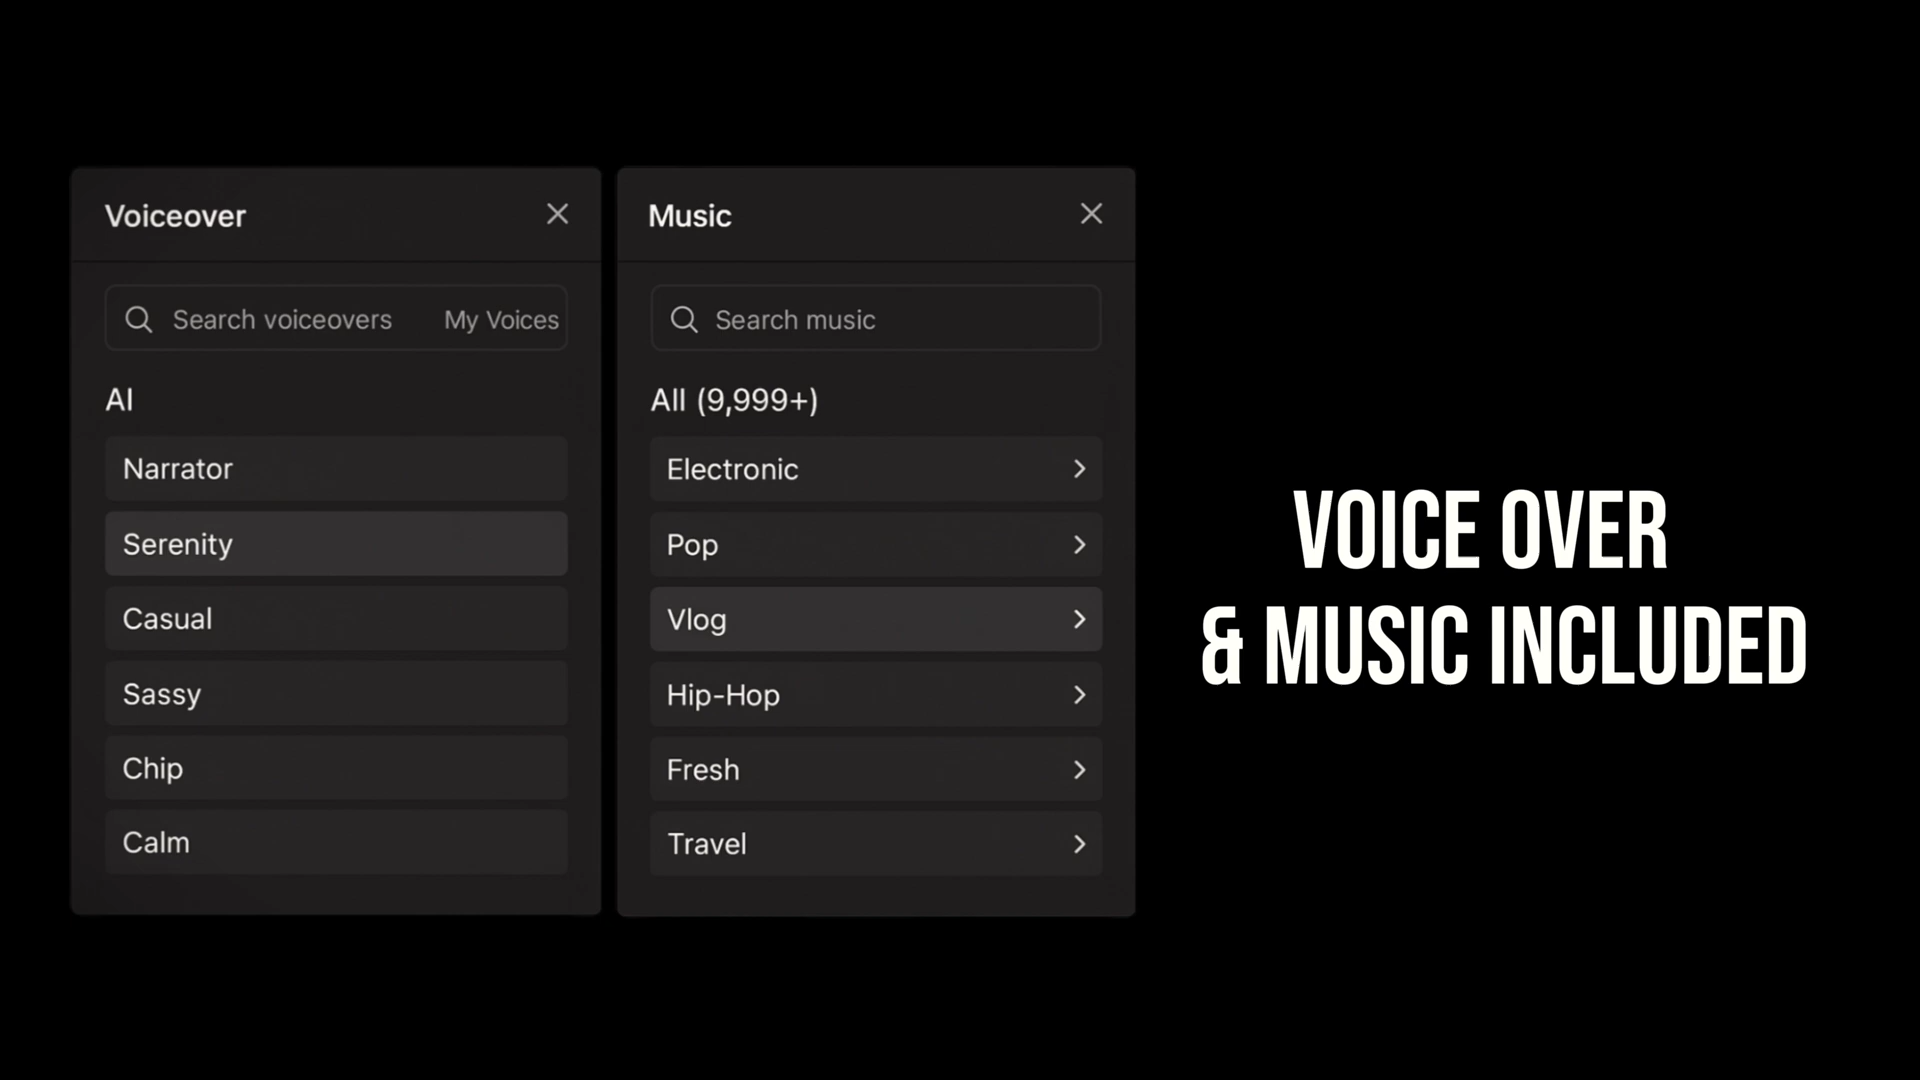 Voiceover
Search voiceovers My Voices
AI
Narrator
Serenity
Casual
Sassy
Chip
Calm
Music
Search music
All (9,999+)
Electronic
Pop
Vlog
Hip-Hop
Fresh
Travel
VOICE OVER
& MUSIC INCLUDED